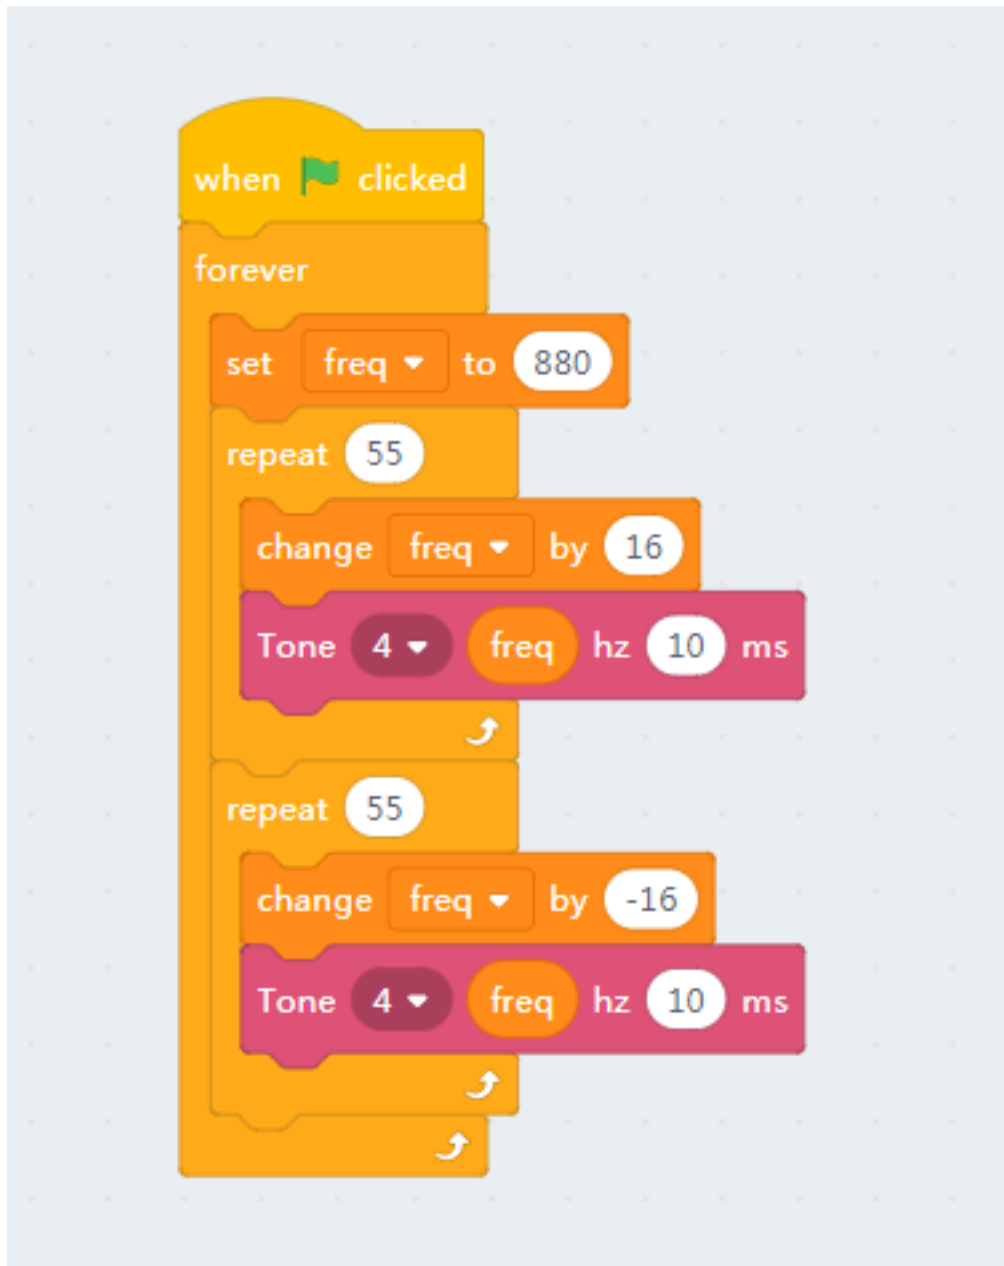 when clicked
forever
set freq to 880
repeat 55
change freq by 16
Tone 4 freq hz 10 ms
repeat 55
change freq by -16
Tone 4 freq hz 10 ms